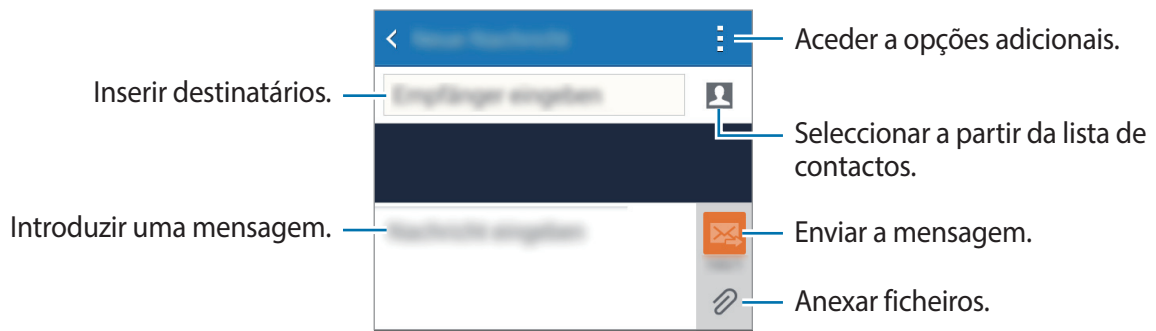 Aceder a opções adicionais.
Inserir destinatários.
Seleccionar a partir da lista de
contactos.
Introduzir uma mensagem.
Enviar a mensagem.
Anexar ficheiros.